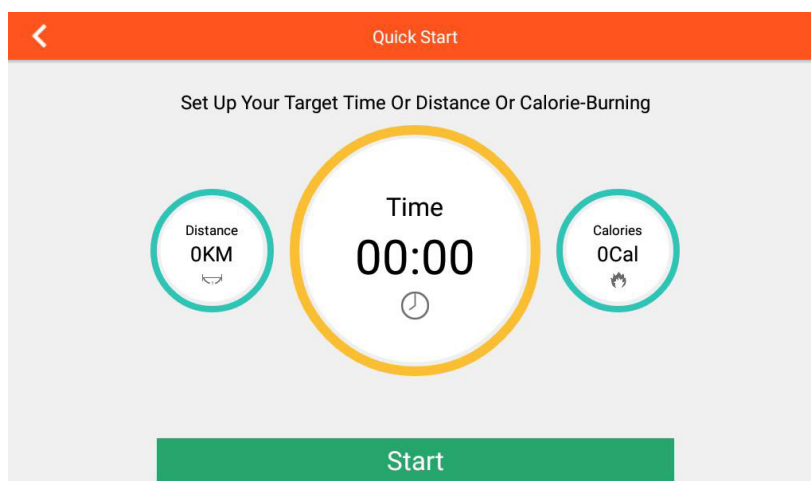 Quick Start
Set Up Your Target Time Or Distance Or Calorie-Burning
Distance
0KM
Time
00:00
Calories
0Cal
Start